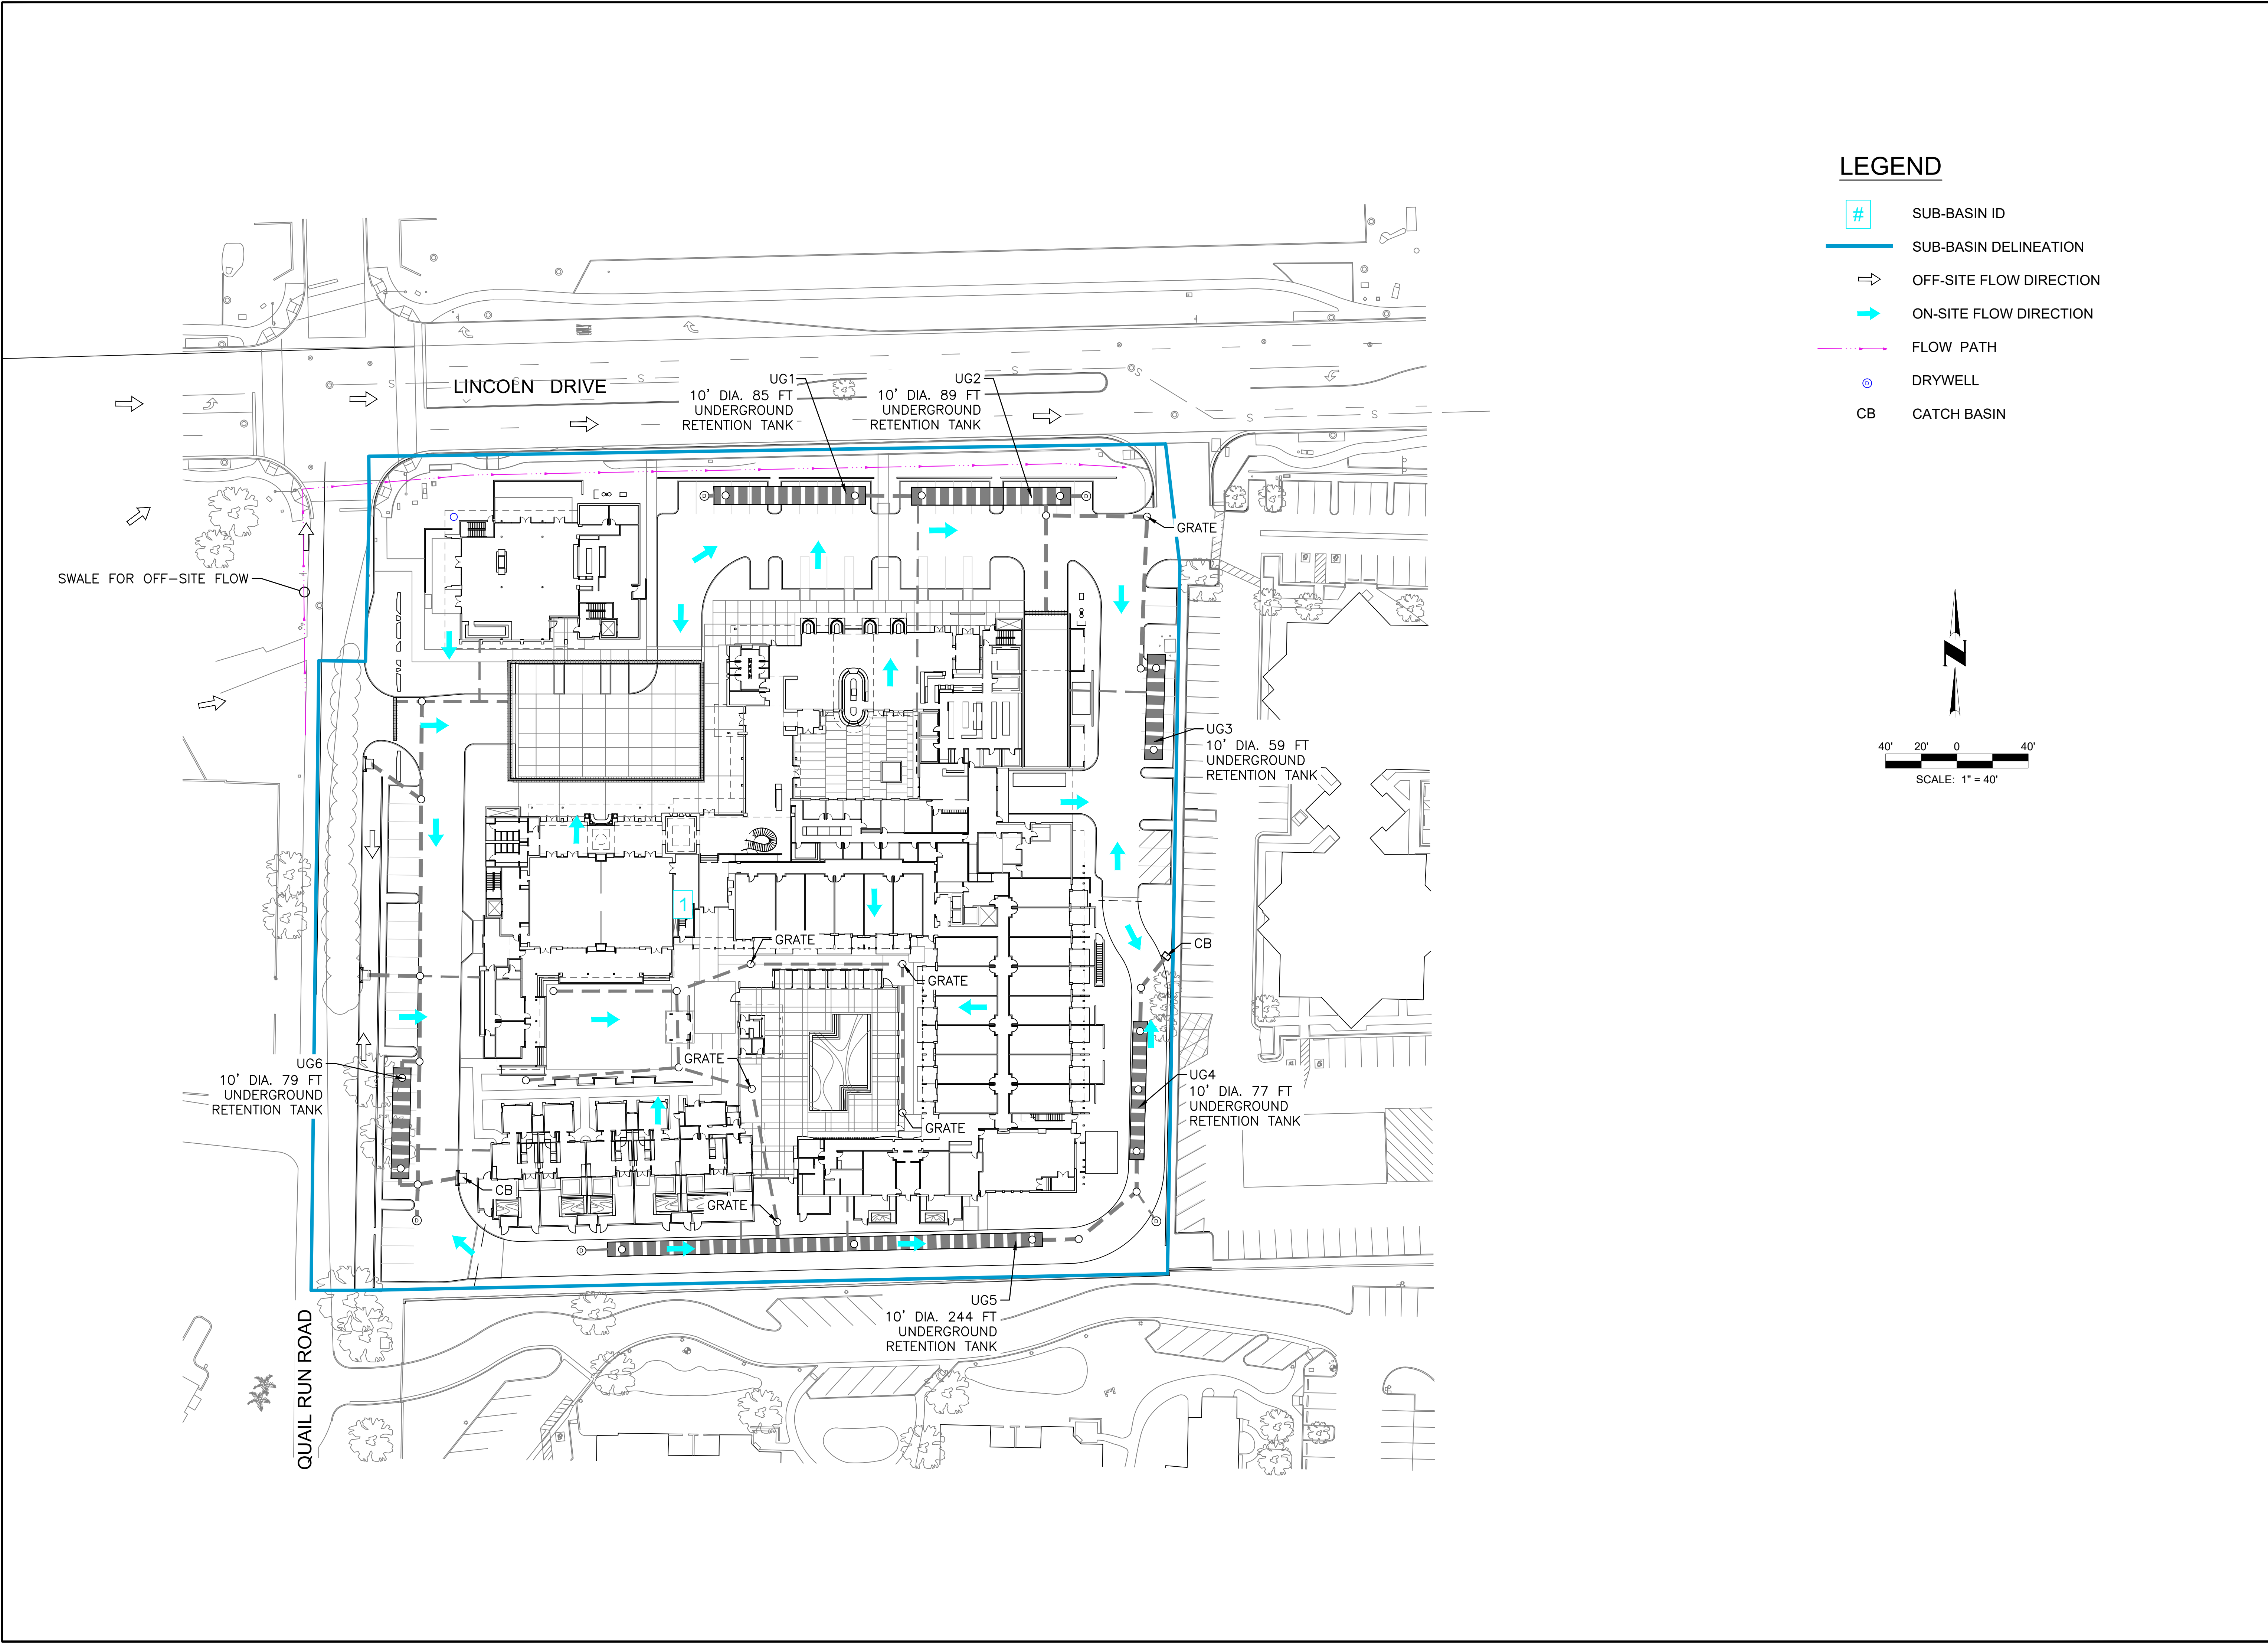 LEGEND
# SUB-BASIN ID
SUB-BASIN DELINEATION
OFF-SITE FLOW DIRECTION
ON-SITE FLOW DIRECTION
FLOW PATH
D DRYWELL
CB CATCH BASIN
LINCOLN DRIVE
UG1
10' DIA. 85 FT
UNDERGROUND
RETENTION TANK
UG2
10' DIA. 89 FT
UNDERGROUND
RETENTION TANK
S
S
S
S
S
S
D
D
GRATE
SWALE FOR OFF-SITE FLOW
N
40' 20' 0 40'
SCALE: 1" = 40'
UG3
10' DIA. 59 FT
UNDERGROUND
RETENTION TANK
1
GRATE
CB
GRATE
GRATE
UG6
10' DIA. 79 FT
UNDERGROUND
RETENTION TANK
UG4
10' DIA. 77 FT
UNDERGROUND
RETENTION TANK
GRATE
CB
GRATE
D
D
D
UG5
10' DIA. 244 FT
UNDERGROUND
RETENTION TANK
QUAIL RUN ROAD